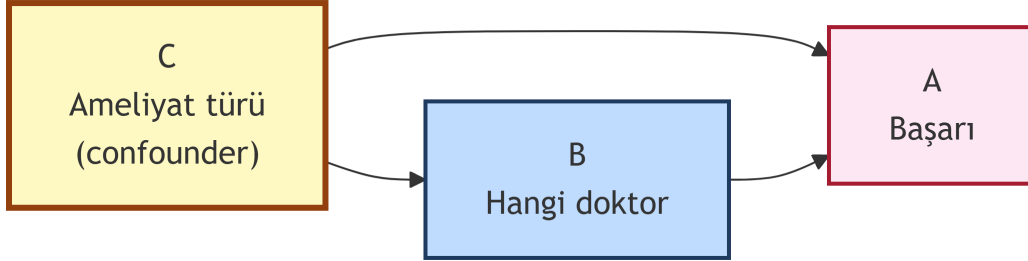 C
Ameliyat türü
(confounder)
B
Hangi doktor
A
Başarı